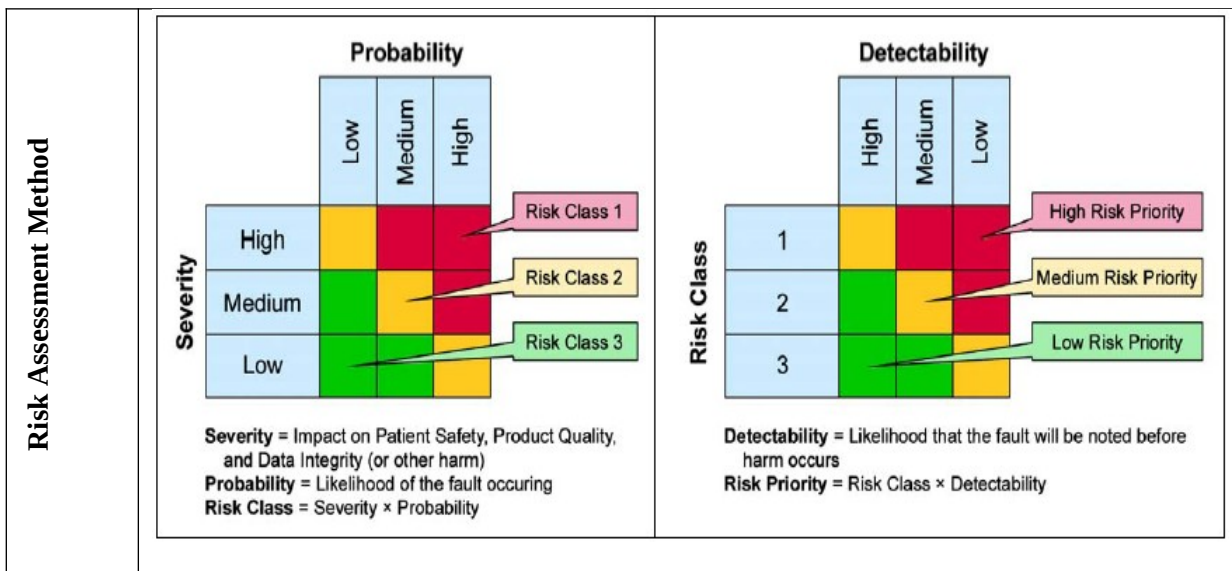 Risk Assessment Method
Probability
Low
Medium
High
Severity
High
Medium
Low
Risk Class 1
Risk Class 2
Risk Class 3
Severity = Impact on Patient Safety, Product Quality,
and Data Integrity (or other harm)
Probability = Likelihood of the fault occuring
Risk Class = Severity × Probability
Detectability
High
Medium
Low
Risk Class
1
2
3
High Risk Priority
Medium Risk Priority
Low Risk Priority
Detectability = Likelihood that the fault will be noted before
harm occurs
Risk Priority = Risk Class × Detectability